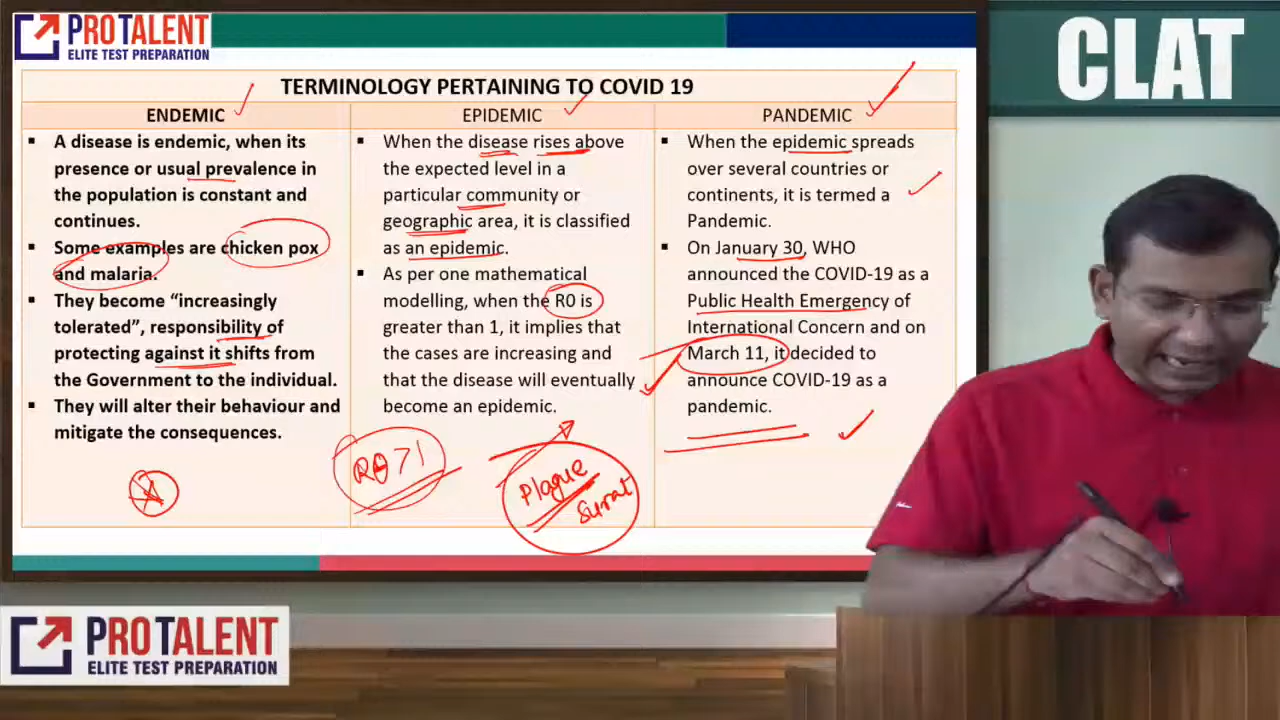 PROTALENT
ELITE TEST PREPARATION
CLAT
TERMINOLOGY PERTAINING TO COVID 19
ENDEMIC
▪ A disease is endemic, when its
presence or usual prevalence in
the population is constant and
continues.
▪ Some examples are chicken pox
and malaria.
▪ They become “increasingly
tolerated”, responsibility of
protecting against it shifts from
the Government to the individual.
▪ They will alter their behaviour and
mitigate the consequences.
EPIDEMIC
▪ When the disease rises above
the expected level in a
particular community or
geographic area, it is classified
as an epidemic.
▪ As per one mathematical
modelling, when the R0 is
greater than 1, it implies that
the cases are increasing and
that the disease will eventually
become an epidemic.
R0 > 1
Plague
Surat
PANDEMIC
▪ When the epidemic spreads
over several countries or
continents, it is termed a
Pandemic.
▪ On January 30, WHO
announced the COVID-19 as a
Public Health Emergency of
International Concern and on
March 11, it decided to
announce COVID-19 as a
pandemic.
PROTALENT
ELITE TEST PREPARATION